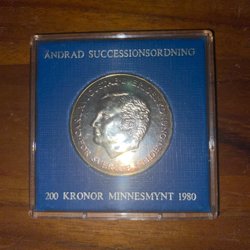 ÄNDRAD SUCCESSIONSORDNING
200 KRONOR MINNESMYNT 1980